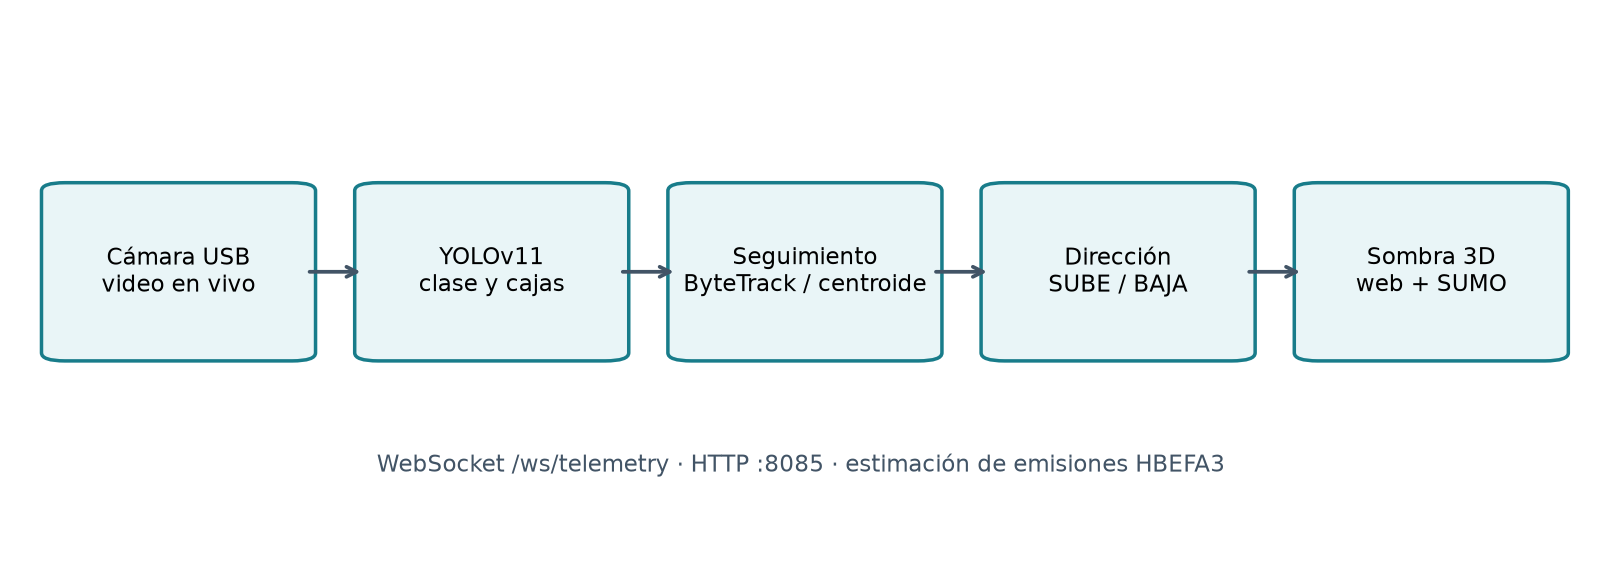 Cámara USB
video en vivo
YOLOv11
clase y cajas
Seguimiento
ByteTrack / centroide
Dirección
SUBE / BAJA
Sombra 3D
web + SUMO
WebSocket /ws/telemetry · HTTP :8085 · estimación de emisiones HBEFA3